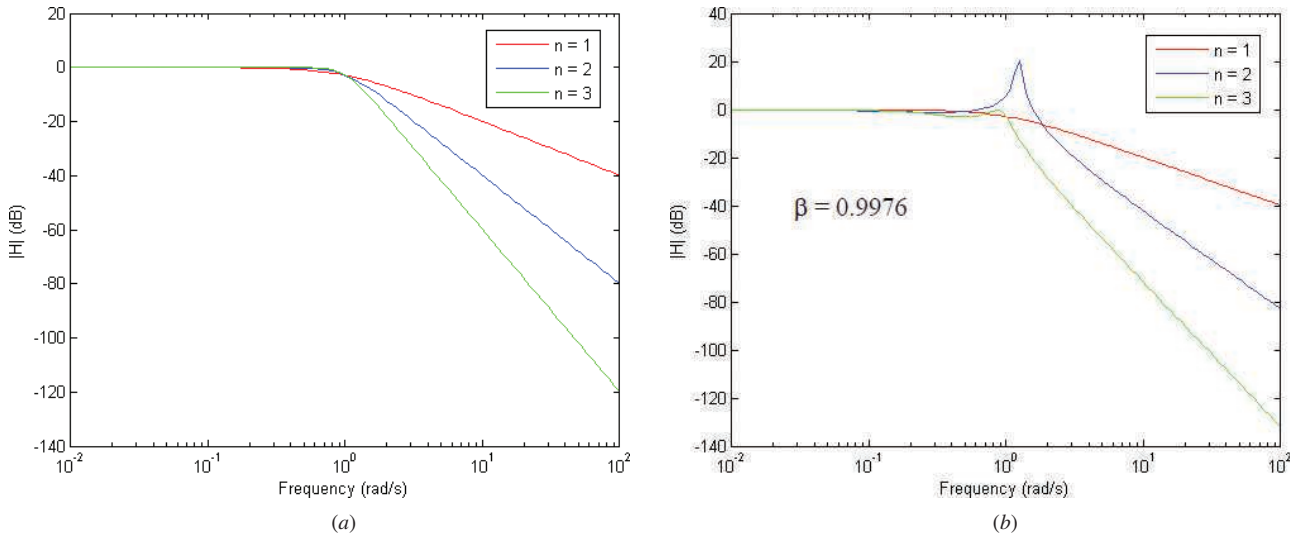 20
0
-20
-40
-60
-80
-100
-120
-140
|H| (dB)
10^-2
10^-1
10^0
10^1
10^2
Frequency (rad/s)
n = 1
n = 2
n = 3
(a)
40
20
0
-20
-40
-60
-80
-100
-120
-140
|H| (dB)
10^-2
10^-1
10^0
10^1
10^2
Frequency (rad/s)
n = 1
n = 2
n = 3
β = 0.9976
(b)